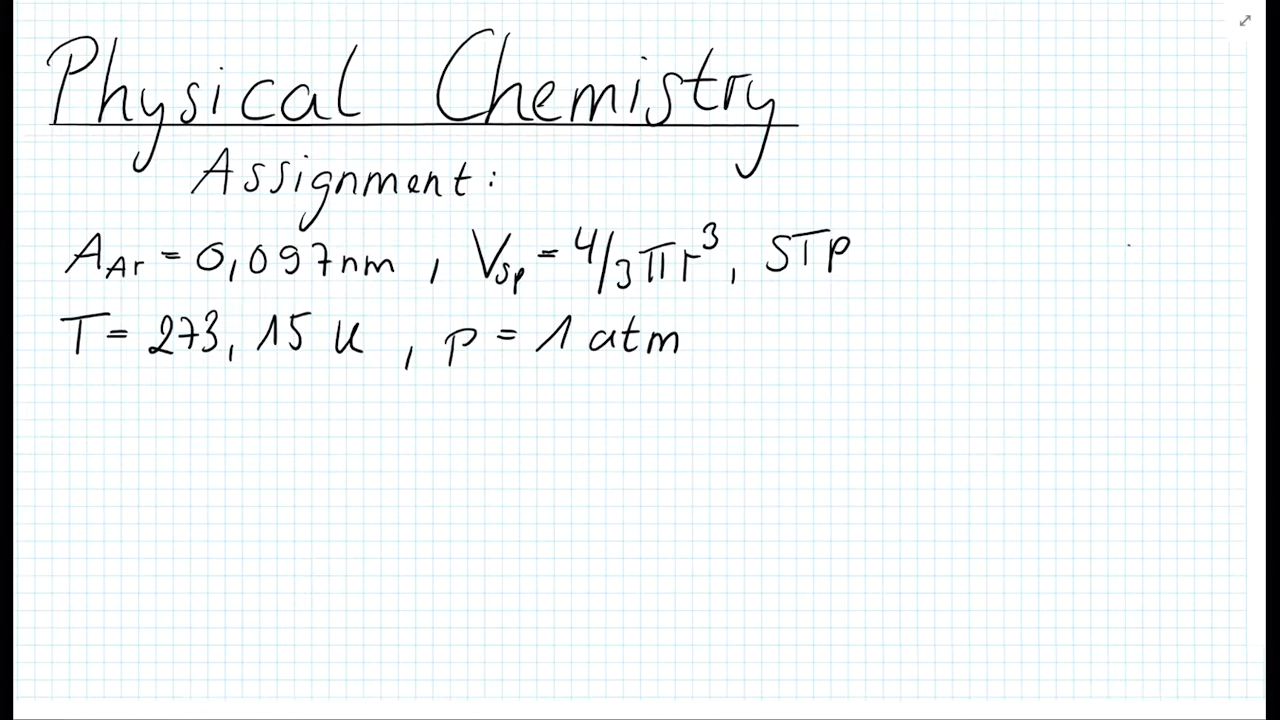 Physical Chemistry
Assignment:
A_Ar = 0,097nm, V_Sp = 4/3πr³, STP
T = 273,15 K, p = 1 atm